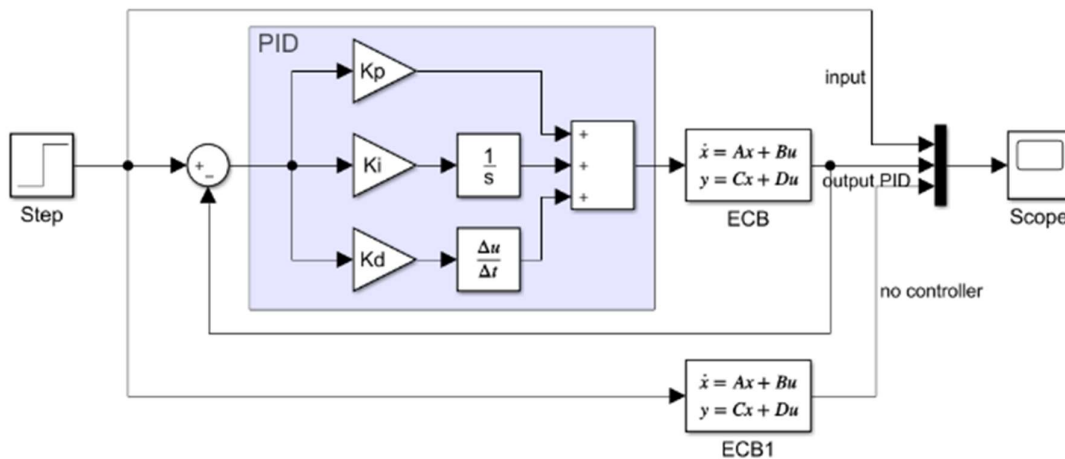 PID
Kp
input
+
Ki
1
s
+
+
+
−
ẋ = Ax + Bu
y = Cx + Du
output PID
Step
ECB
Scope
Kd
Δu
Δt
no controller
ẋ = Ax + Bu
y = Cx + Du
ECB1